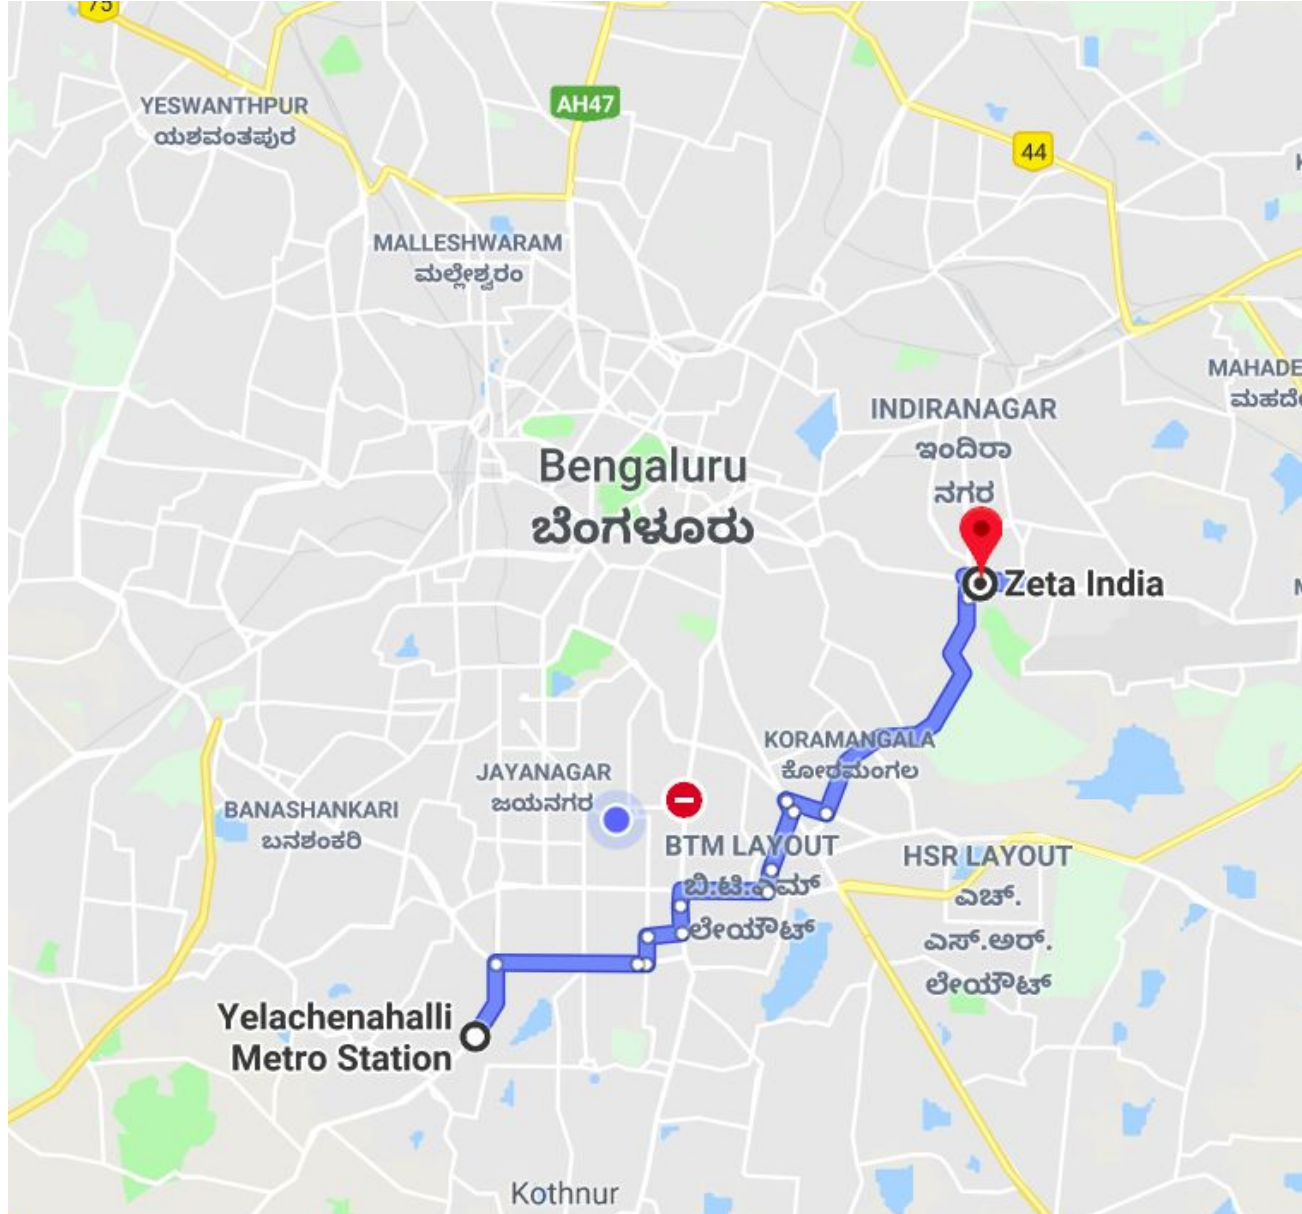 75
YESWANTHPUR
ಯಶವಂತಪುರ
AH47
44
MALLESHWARAM
ಮಲ್ಲೇಶ್ವರಂ
MAHADE
INDIRANAGAR
ಇಂದಿರಾ
ನಗರ
Bengaluru
ಬೆಂಗಳೂರು
Zeta India
KORAMANGALA
ಕೋರಮಂಗಲ
JAYANAGAR
ಜಯನಗರ
BANASHANKARI
ಬನಶಂಕರಿ
BTM LAYOUT
ಬಿ.ಟಿ.ಎಮ್
ಲೇಯೌಟ್
HSR LAYOUT
ಎಚ್.
ಎಸ್.ಅರ್.
ಲೇಯೌಟ್
Yelachenahalli
Metro Station
Kothnur